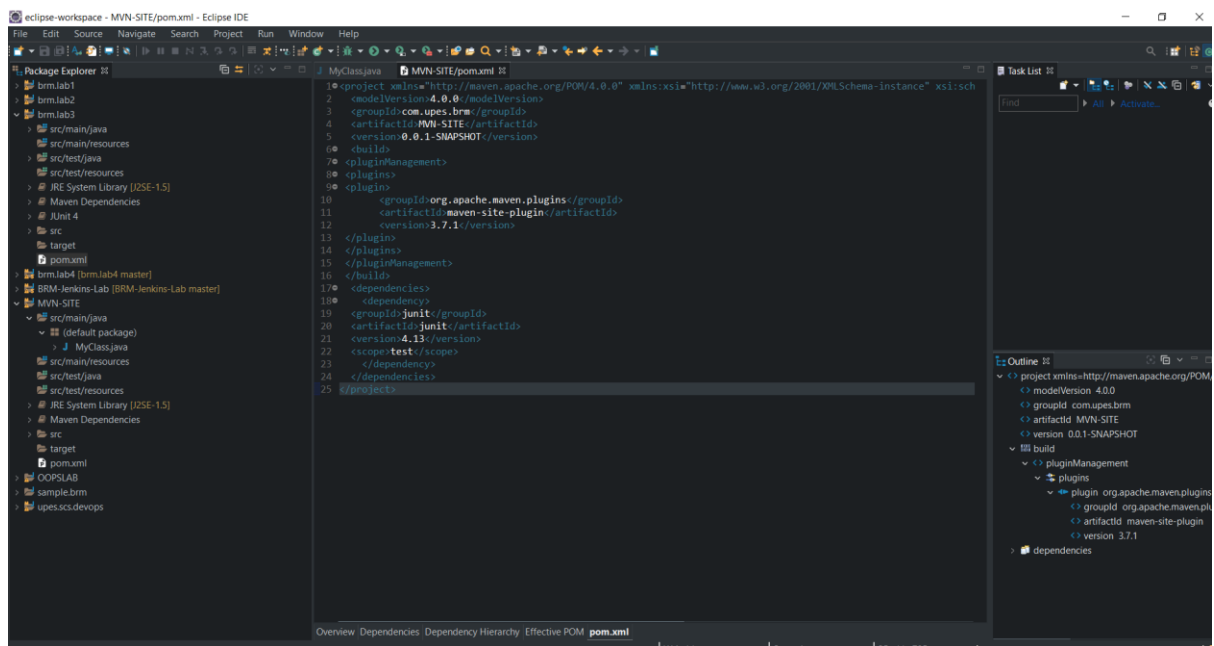 eclipse-workspace - MVN-SITE/pom.xml - Eclipse IDE
File Edit Source Navigate Search Project Run Window Help
Package Explorer
brm.lab1
brm.lab2
brm.lab3
src/main/java
src/main/resources
src/test/java
src/test/resources
JRE System Library [J2SE-1.5]
Maven Dependencies
JUnit 4
src
target
pom.xml
brm.lab4 [brm.lab4 master]
BRM-Jenkins-Lab [BRM-Jenkins-Lab master]
MVN-SITE
src/main/java
(default package)
MyClass.java
src/main/resources
src/test/java
src/test/resources
JRE System Library [J2SE-1.5]
Maven Dependencies
src
target
pom.xml
OOPSLAB
sample.brm
upes.scs.devops
MyClass.java MVN-SITE/pom.xml
1 <project xmlns="http://maven.apache.org/POM/4.0.0" xmlns:xsi="http://www.w3.org/2001/XMLSchema-instance" xsi:sch
2 <modelVersion>4.0.0</modelVersion>
3 <groupId>com.upes.brm</groupId>
4 <artifactId>MVN-SITE</artifactId>
5 <version>0.0.1-SNAPSHOT</version>
6 <build>
7 <pluginManagement>
8 <plugins>
9 <plugin>
10 <groupId>org.apache.maven.plugins</groupId>
11 <artifactId>maven-site-plugin</artifactId>
12 <version>3.7.1</version>
13 </plugin>
14 </plugins>
15 </pluginManagement>
16 </build>
17 <dependencies>
18 <dependency>
19 <groupId>junit</groupId>
20 <artifactId>junit</artifactId>
21 <version>4.13</version>
22 <scope>test</scope>
23 </dependency>
24 </dependencies>
25 </project>
Overview Dependencies Dependency Hierarchy Effective POM pom.xml
Task List
Find All Activate...
Outline
project xmlns=http://maven.apache.org/POM/
modelVersion 4.0.0
groupId com.upes.brm
artifactId MVN-SITE
version 0.0.1-SNAPSHOT
build
pluginManagement
plugins
plugin org.apache.maven.plugins
groupId org.apache.maven.plu
artifactId maven-site-plugin
version 3.7.1
dependencies